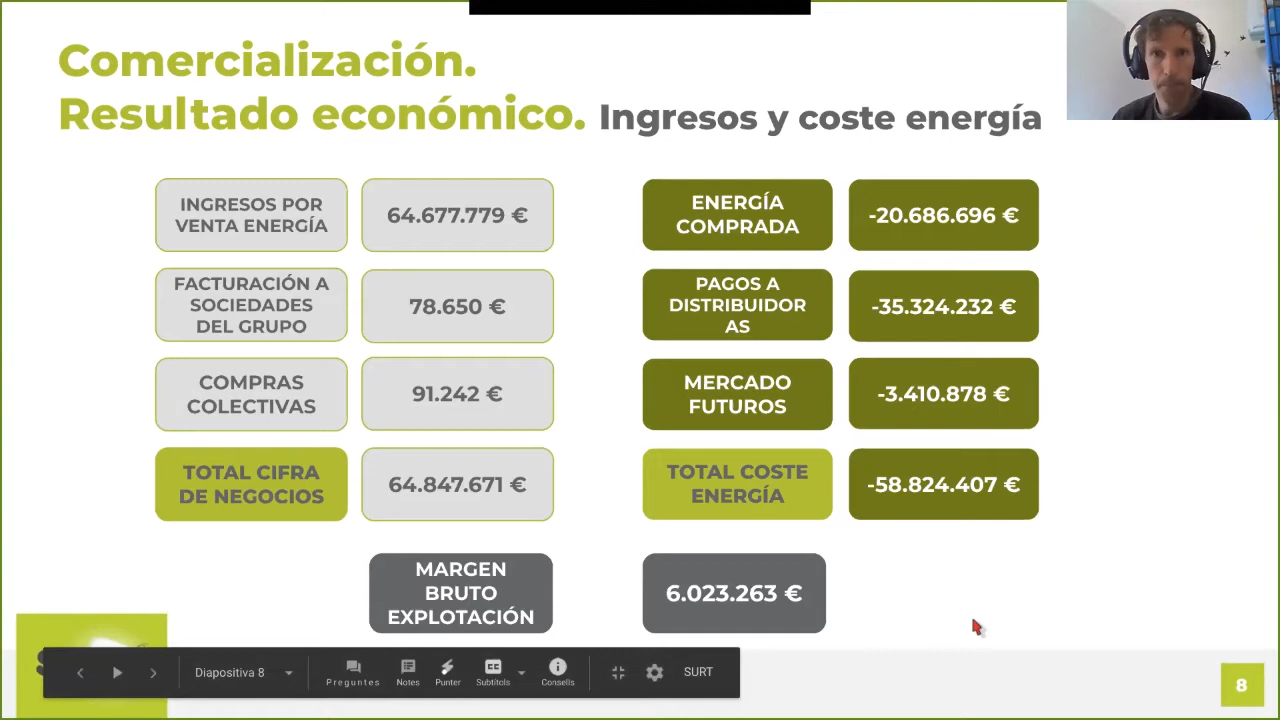 Comercialización.
Resultado económico. Ingresos y coste energía
INGRESOS POR
VENTA ENERGÍA
64.677.779 €
ENERGÍA
COMPRADA
-20.686.696 €
FACTURACIÓN A
SOCIEDADES
DEL GRUPO
78.650 €
PAGOS A
DISTRIBUIDOR
AS
-35.324.232 €
COMPRAS
COLECTIVAS
91.242 €
MERCADO
FUTUROS
-3.410.878 €
TOTAL CIFRA
DE NEGOCIOS
64.847.671 €
TOTAL COSTE
ENERGÍA
-58.824.407 €
MARGEN
BRUTO
EXPLOTACIÓN
6.023.263 €
Diapositiva 8
Preguntes
Notes
Punter
CC
Subtítols
Consells
SURT
8